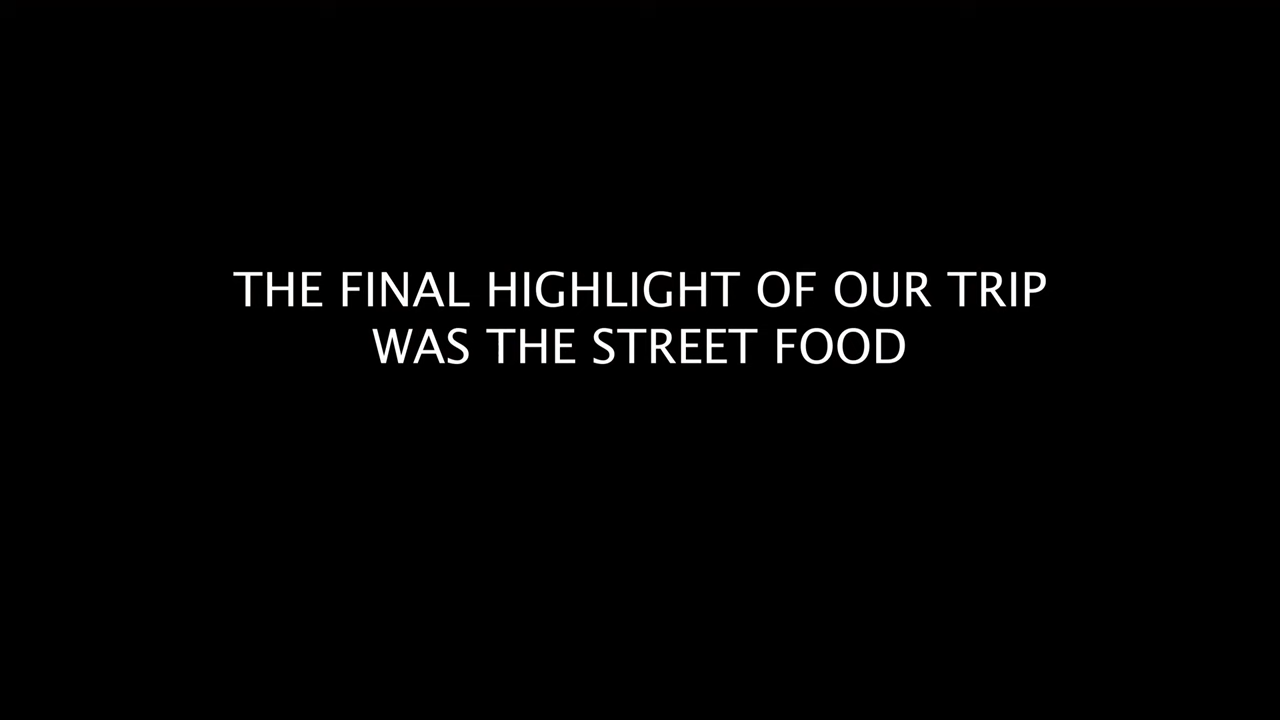 THE FINAL HIGHLIGHT OF OUR TRIP
WAS THE STREET FOOD